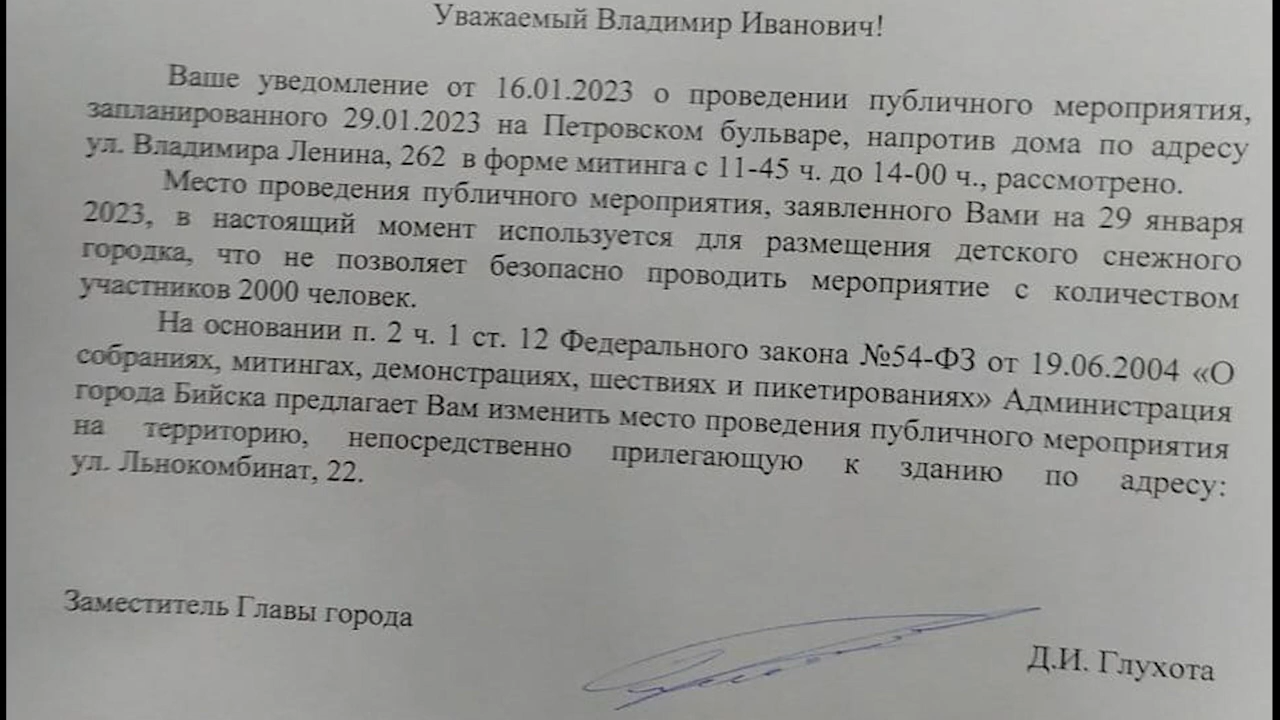 Уважаемый Владимир Иванович!
Ваше уведомление от 16.01.2023 о проведении публичного мероприятия,
запланированного 29.01.2023 на Петровском бульваре, напротив дома по адресу
ул. Владимира Ленина, 262 в форме митинга с 11-45 ч. до 14-00 ч., рассмотрено.
Место проведения публичного мероприятия, заявленного Вами на 29 января
2023, в настоящий момент используется для размещения детского снежного
городка, что не позволяет безопасно проводить мероприятие с количеством
участников 2000 человек.
На основании п. 2 ч. 1 ст. 12 Федерального закона №54-ФЗ от 19.06.2004 «О
собраниях, митингах, демонстрациях, шествиях и пикетированиях» Администрация
города Бийска предлагает Вам изменить место проведения публичного мероприятия
на территорию, непосредственно прилегающую к зданию по адресу:
ул. Льнокомбинат, 22.
Заместитель Главы города
Д.И. Глухота